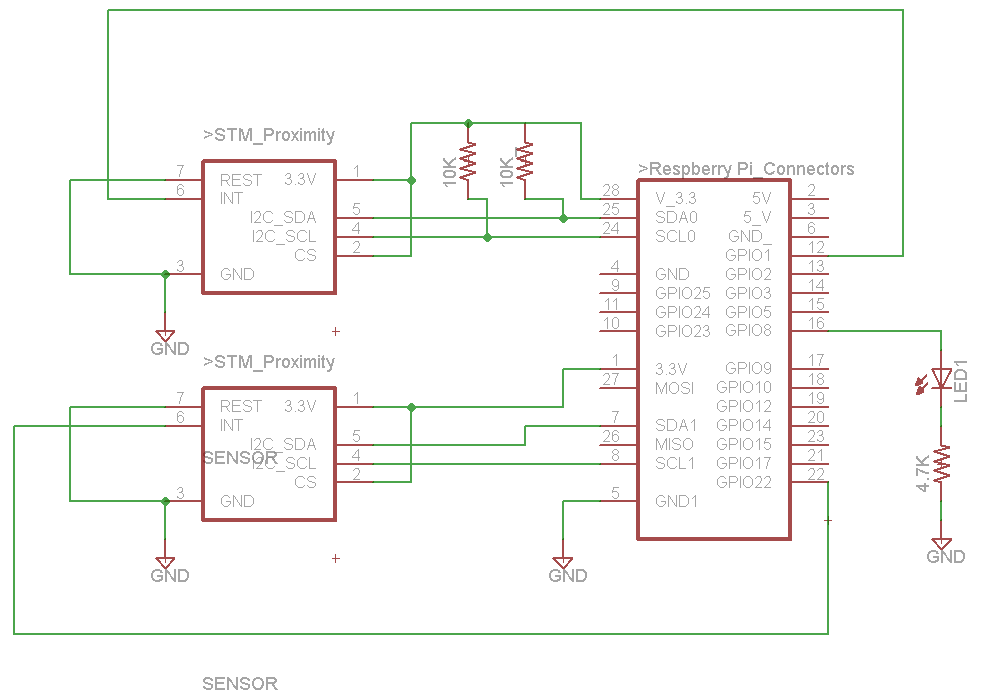 >STM_Proximity
7 REST 3.3V 1
6 INT
I2C_SDA 5
I2C_SCL 4
CS 2
3 GND
GND
10K
10K
>Respberry Pi_Connectors
28 V_3.3 5V 2
25 SDA0 5_V 3
24 SCL0 GND_ 6
GPIO1 12
4 GND GPIO2 13
9 GPIO25 GPIO3 14
11 GPIO24 GPIO5 15
10 GPIO23 GPIO8 16
1 3.3V GPIO9 17
27 MOSI GPIO10 18
GPIO12 19
7 SDA1 GPIO14 20
26 MISO GPIO15 23
8 SCL1 GPIO17 21
GPIO22 22
5 GND1
GND
LED1
4.7K
GND
>STM_Proximity
7 REST 3.3V 1
6 INT
I2C_SDA 5
SENSOR
I2C_SCL 4
CS 2
3 GND
GND
SENSOR